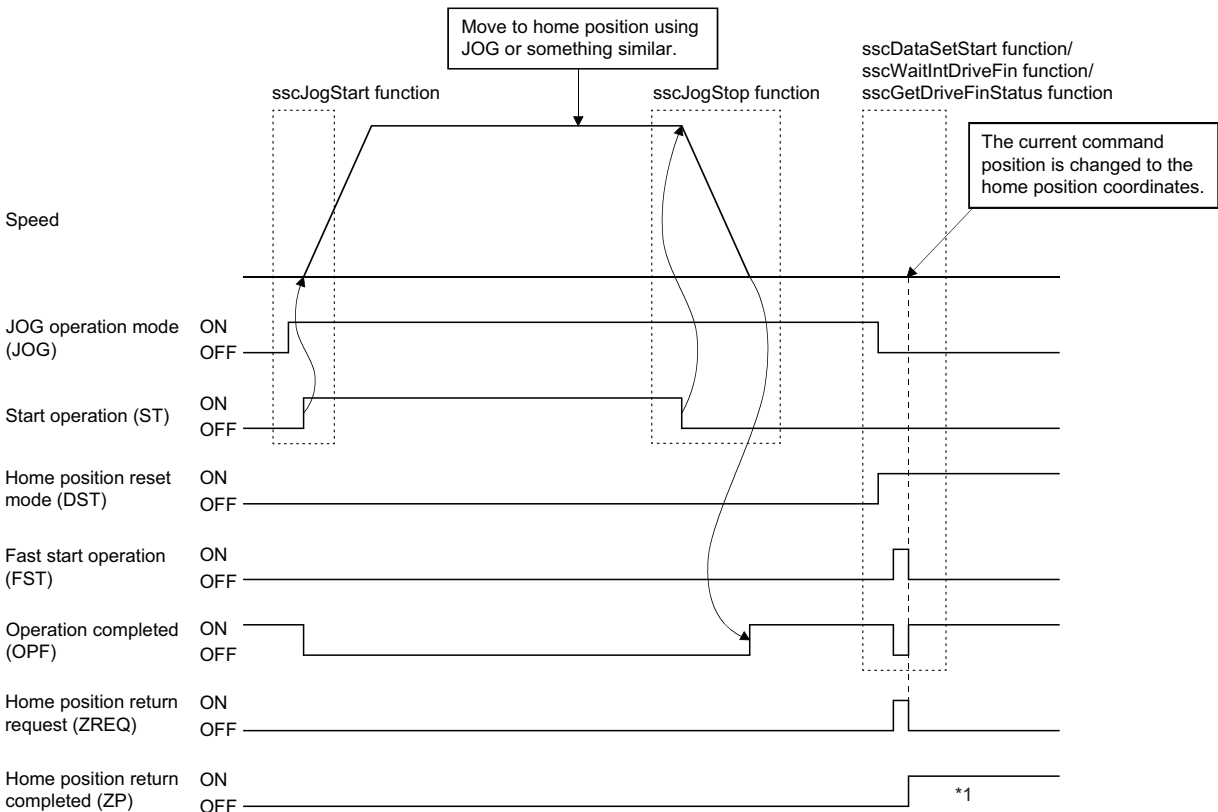 Move to home position using
JOG or something similar.
sscDataSetStart function/
sscWaitIntDriveFin function/
sscGetDriveFinStatus function
sscJogStart function
sscJogStop function
The current command
position is changed to the
home position coordinates.
Speed
JOG operation mode
(JOG)
ON
OFF
Start operation (ST)
ON
OFF
Home position reset
mode (DST)
ON
OFF
Fast start operation
(FST)
ON
OFF
Operation completed
(OPF)
ON
OFF
Home position return
request (ZREQ)
ON
OFF
Home position return
completed (ZP)
ON
OFF
*1